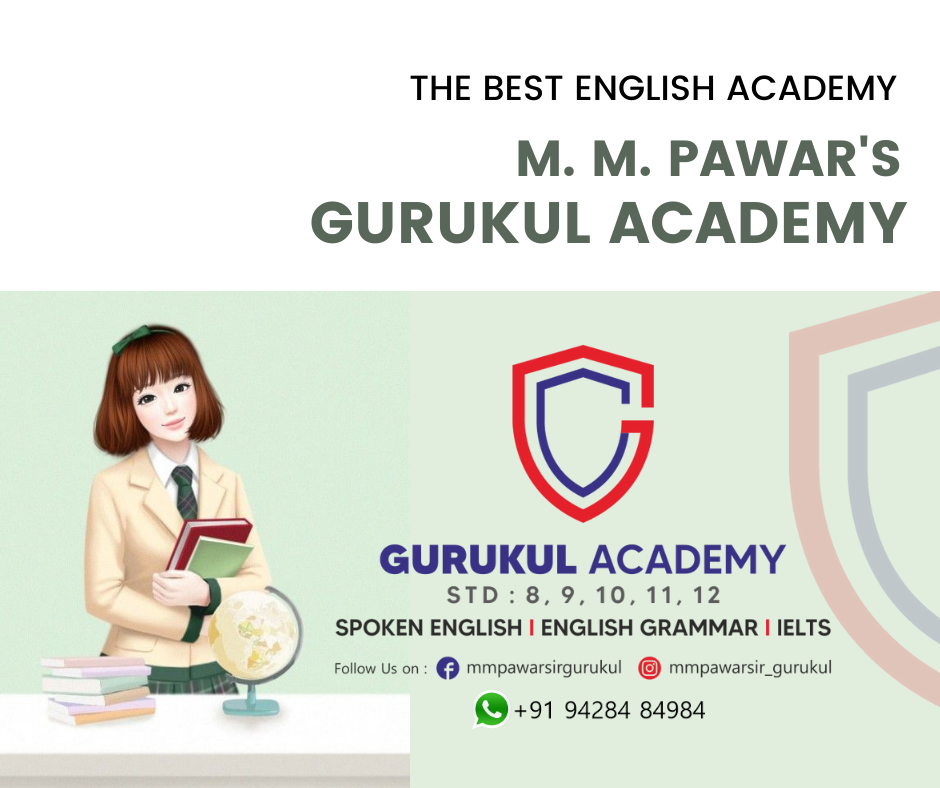 THE BEST ENGLISH ACADEMY
M. M. PAWAR'S
GURUKUL ACADEMY
GURUKUL ACADEMY
STD : 8, 9, 10, 11, 12
SPOKEN ENGLISH I ENGLISH GRAMMAR I IELTS
Follow Us on : mmpawarsirgurukul mmpawarsir_gurukul
+91 94284 84984